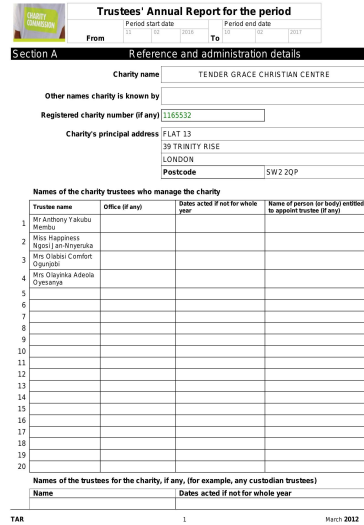 CHARITY COMMISSION
Trustees' Annual Report for the period
Period start date Period end date
From 11 02 2016 To 10 02 2017
Section A Reference and administration details
Charity name TENDER GRACE CHRISTIAN CENTRE
Other names charity is known by
Registered charity number (if any) 1165532
Charity's principal address FLAT 13
39 TRINITY RISE
LONDON
Postcode SW2 2QP
Names of the charity trustees who manage the charity
Trustee name Office (if any) Dates acted if not for whole year Name of person (or body) entitled to appoint trustee (if any)
1 Mr Anthony Yakubu Membu
2 Miss Happiness Ngosi Jan-Nnyeruka
3 Mrs Olabisi Comfort Ogunjobi
4 Mrs Olayinka Adeola Oyesanya
5
6
7
8
9
10
11
12
13
14
15
16
17
18
19
20
Names of the trustees for the charity, if any, (for example, any custodian trustees)
Name Dates acted if not for whole year
TAR 1 March 2012